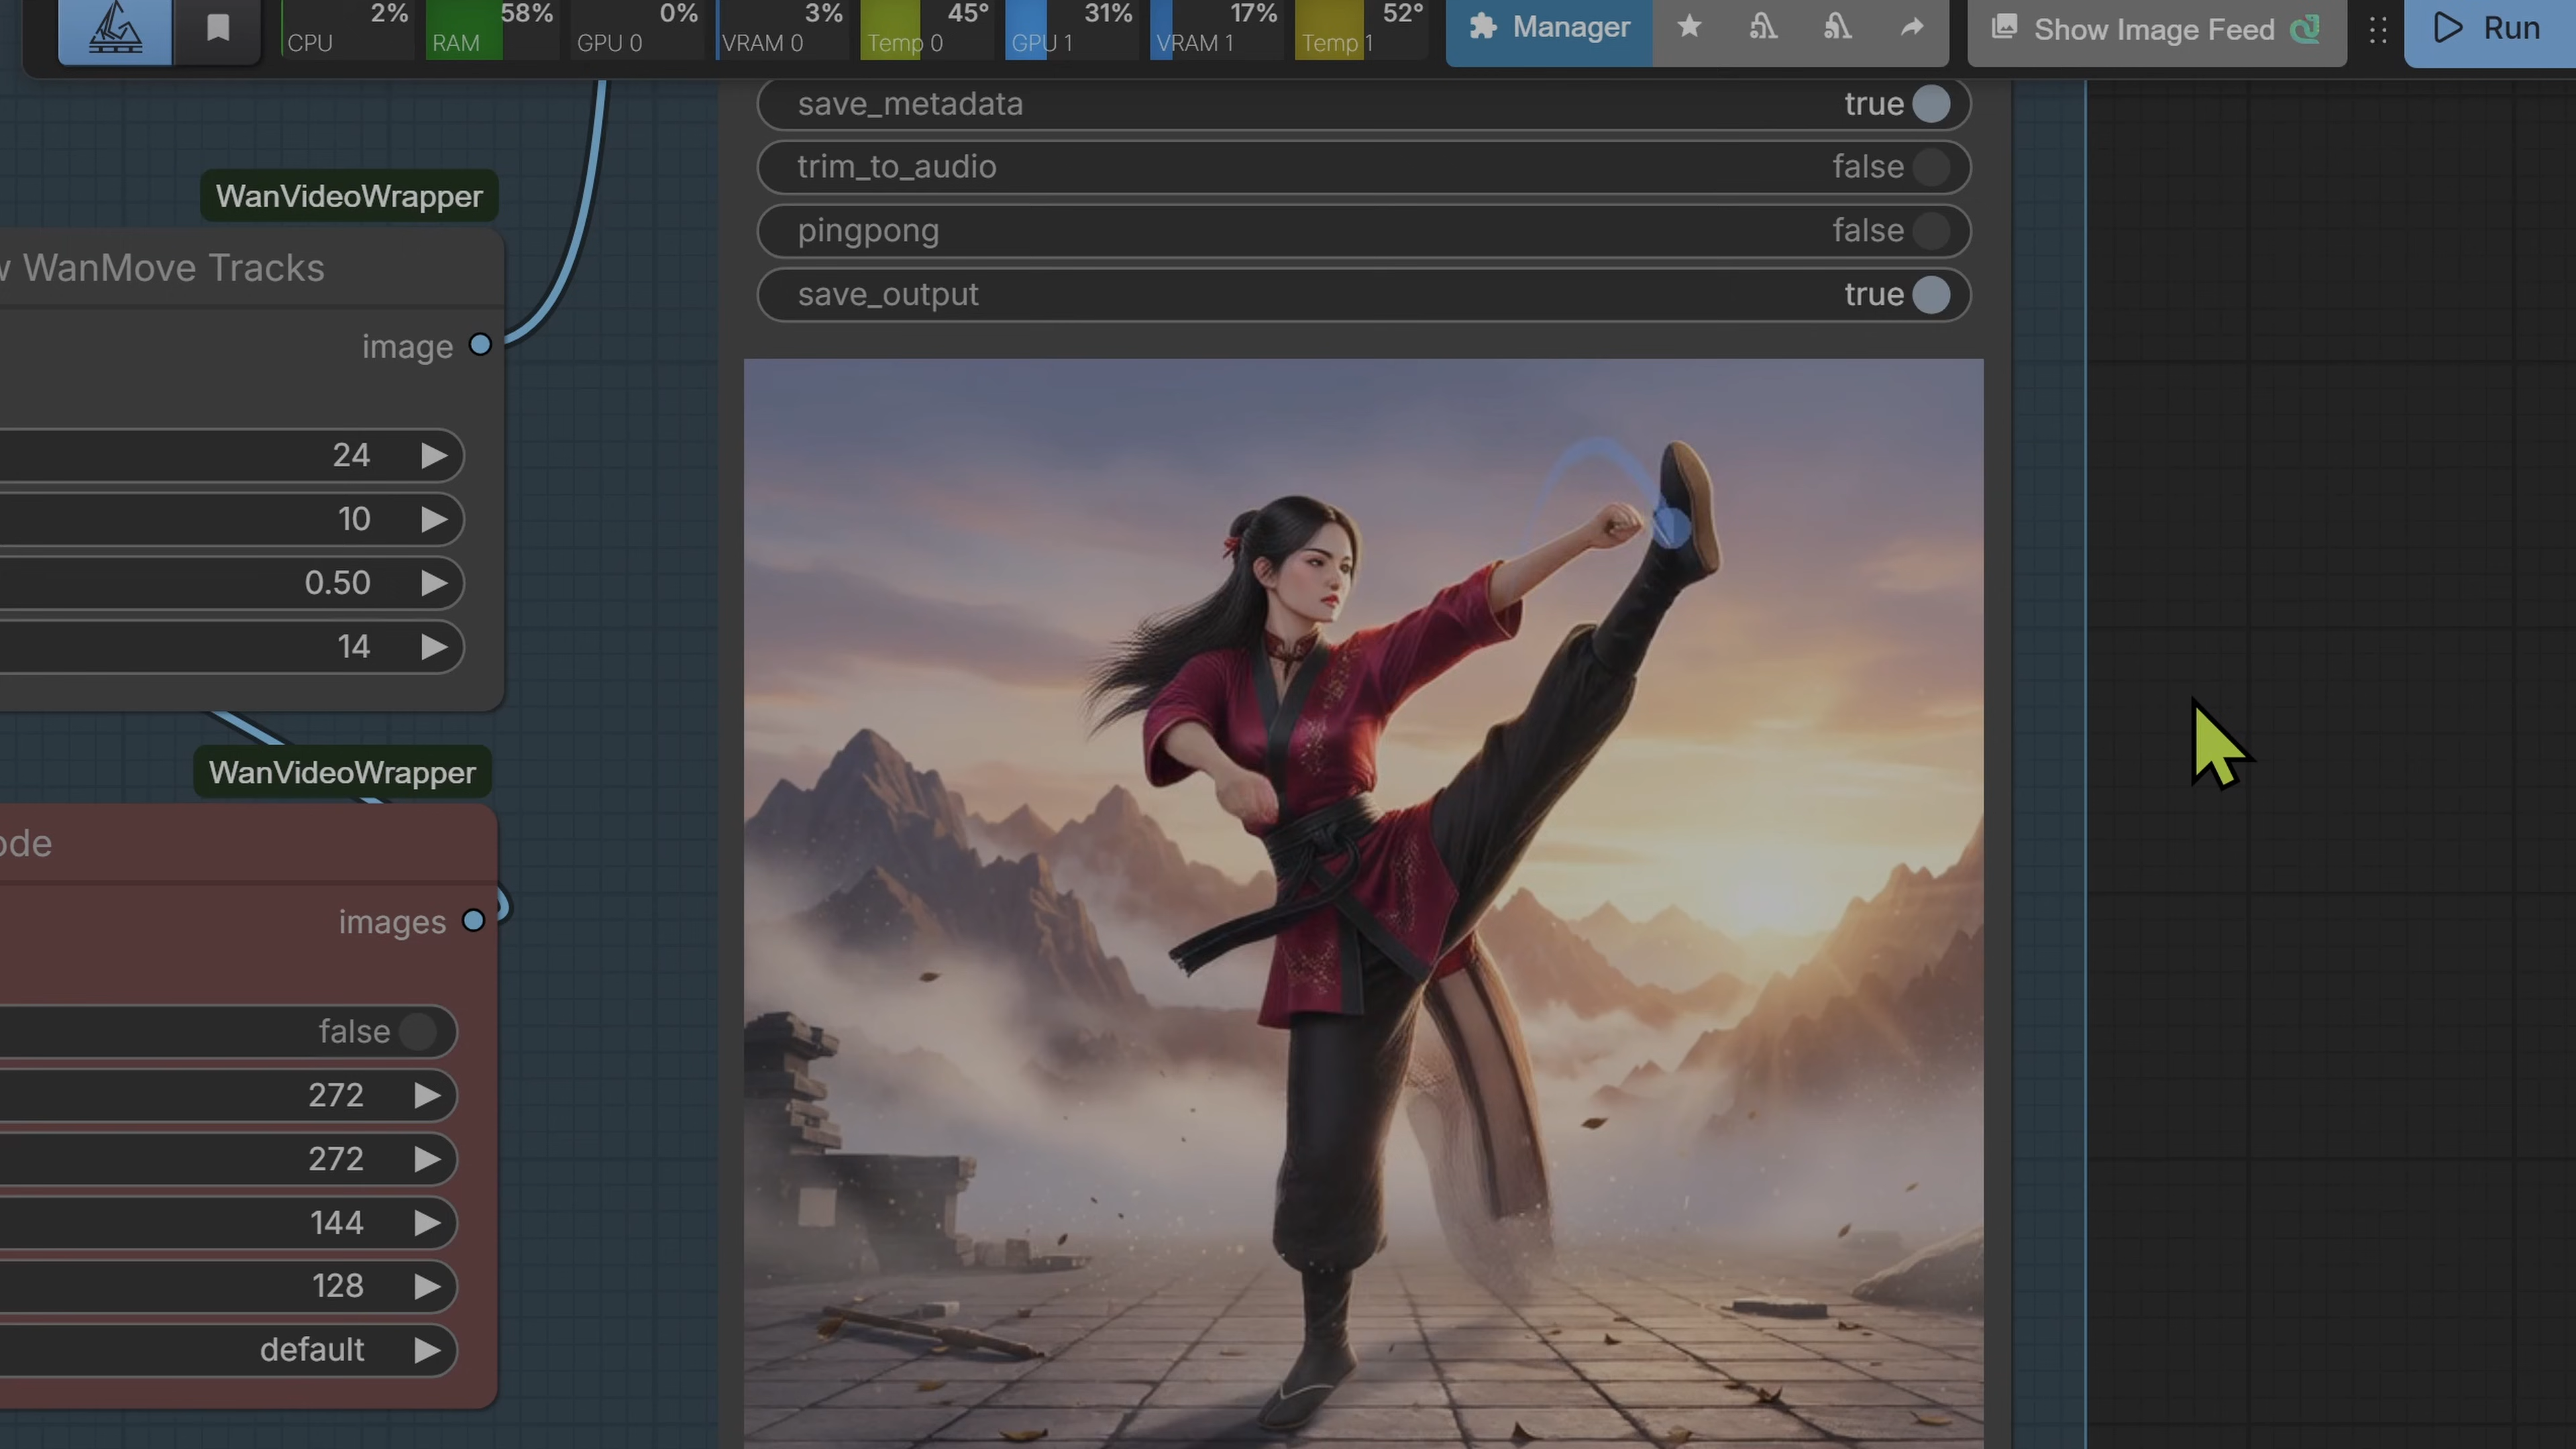 2% 58% 0% 3% 45° 31% 17% 52°
CPU RAM GPU 0 VRAM 0 Temp 0 GPU 1 VRAM 1 Temp 1
Manager
Show Image Feed
Run
save_metadata true
trim_to_audio false
pingpong false
save_output true
WanVideoWrapper
w WanMove Tracks
image
24
10
0.50
14
WanVideoWrapper
ode
images
false
272
272
144
128
default